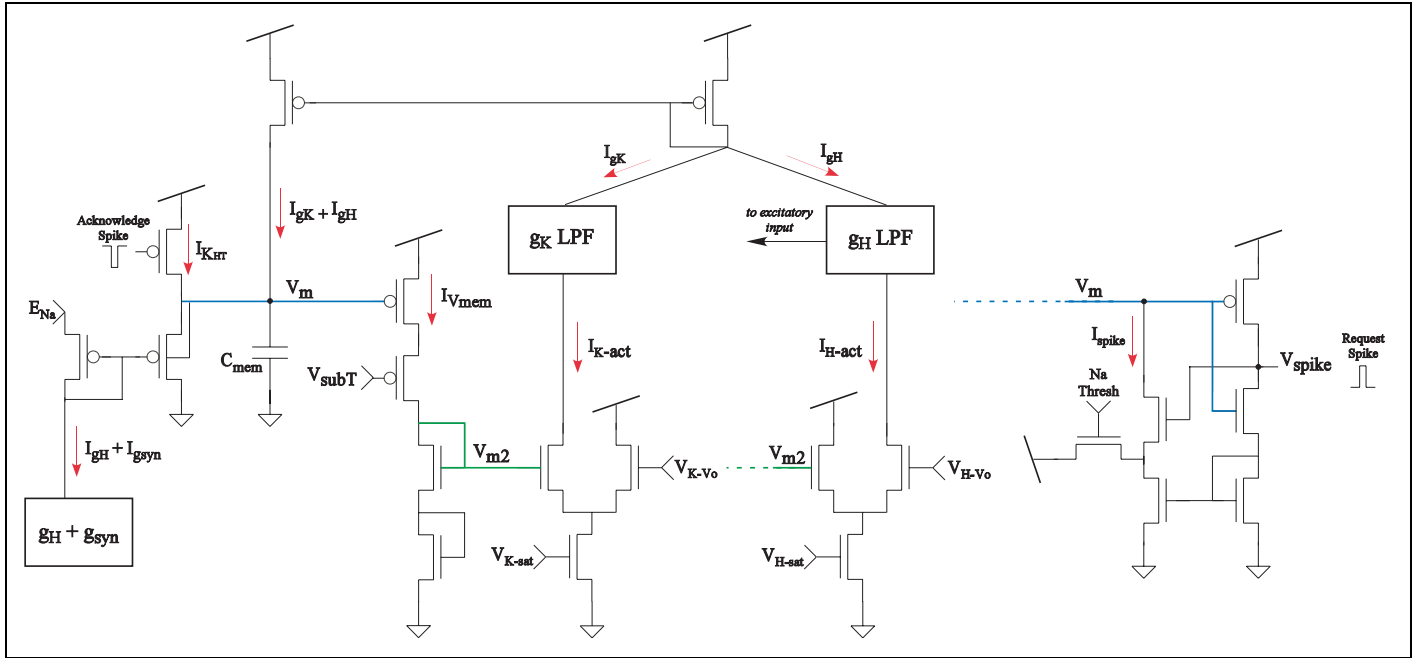 I_gK
I_gH
Acknowledge
Spike
I_K_HT
I_gK + I_gH
g_K LPF
to excitatory
input
g_H LPF
V_m
I_Vmem
V_m
E_Na
C_mem
V_subT
I_K-act
I_H-act
I_spike
Request
Spike
V_spike
Na
Thresh
I_gH + I_gsyn
V_m2
V_K-Vo
V_m2
V_H-Vo
g_H + g_syn
V_K-sat
V_H-sat